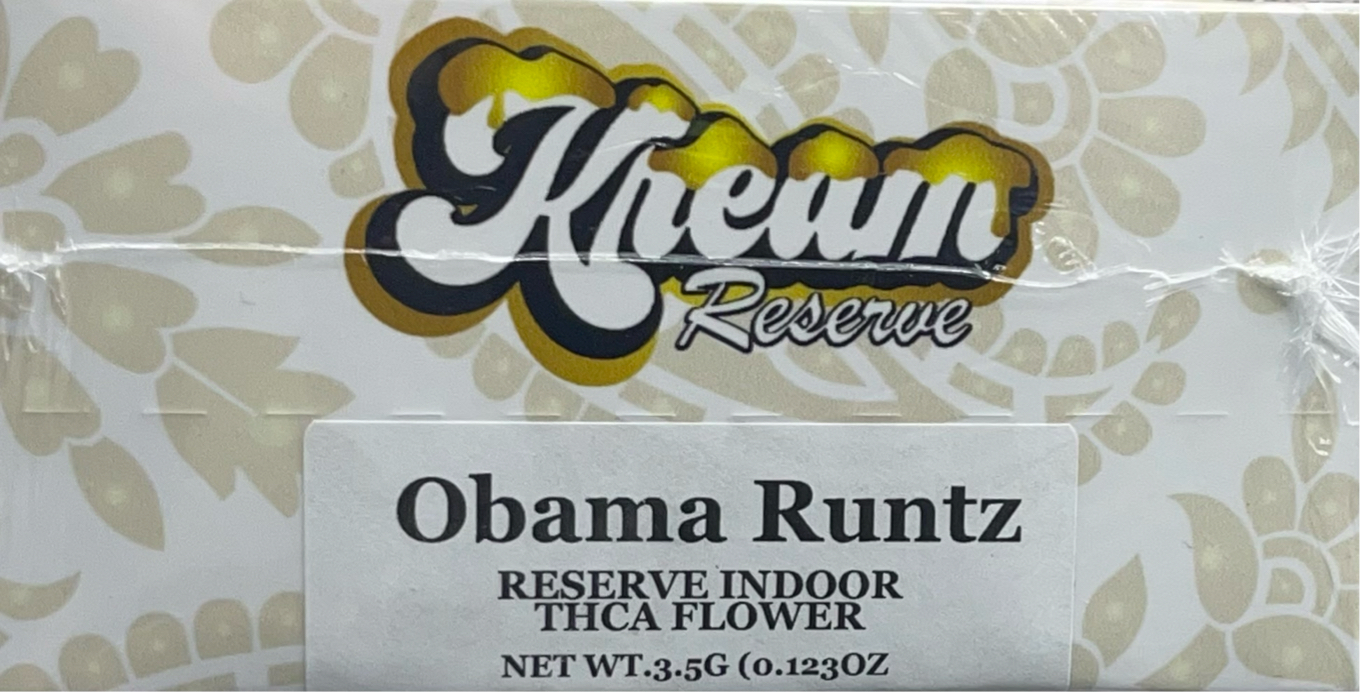 Kream
Reserve
Obama Runtz
RESERVE INDOOR
THCA FLOWER
NET WT.3.5G (0.123OZ